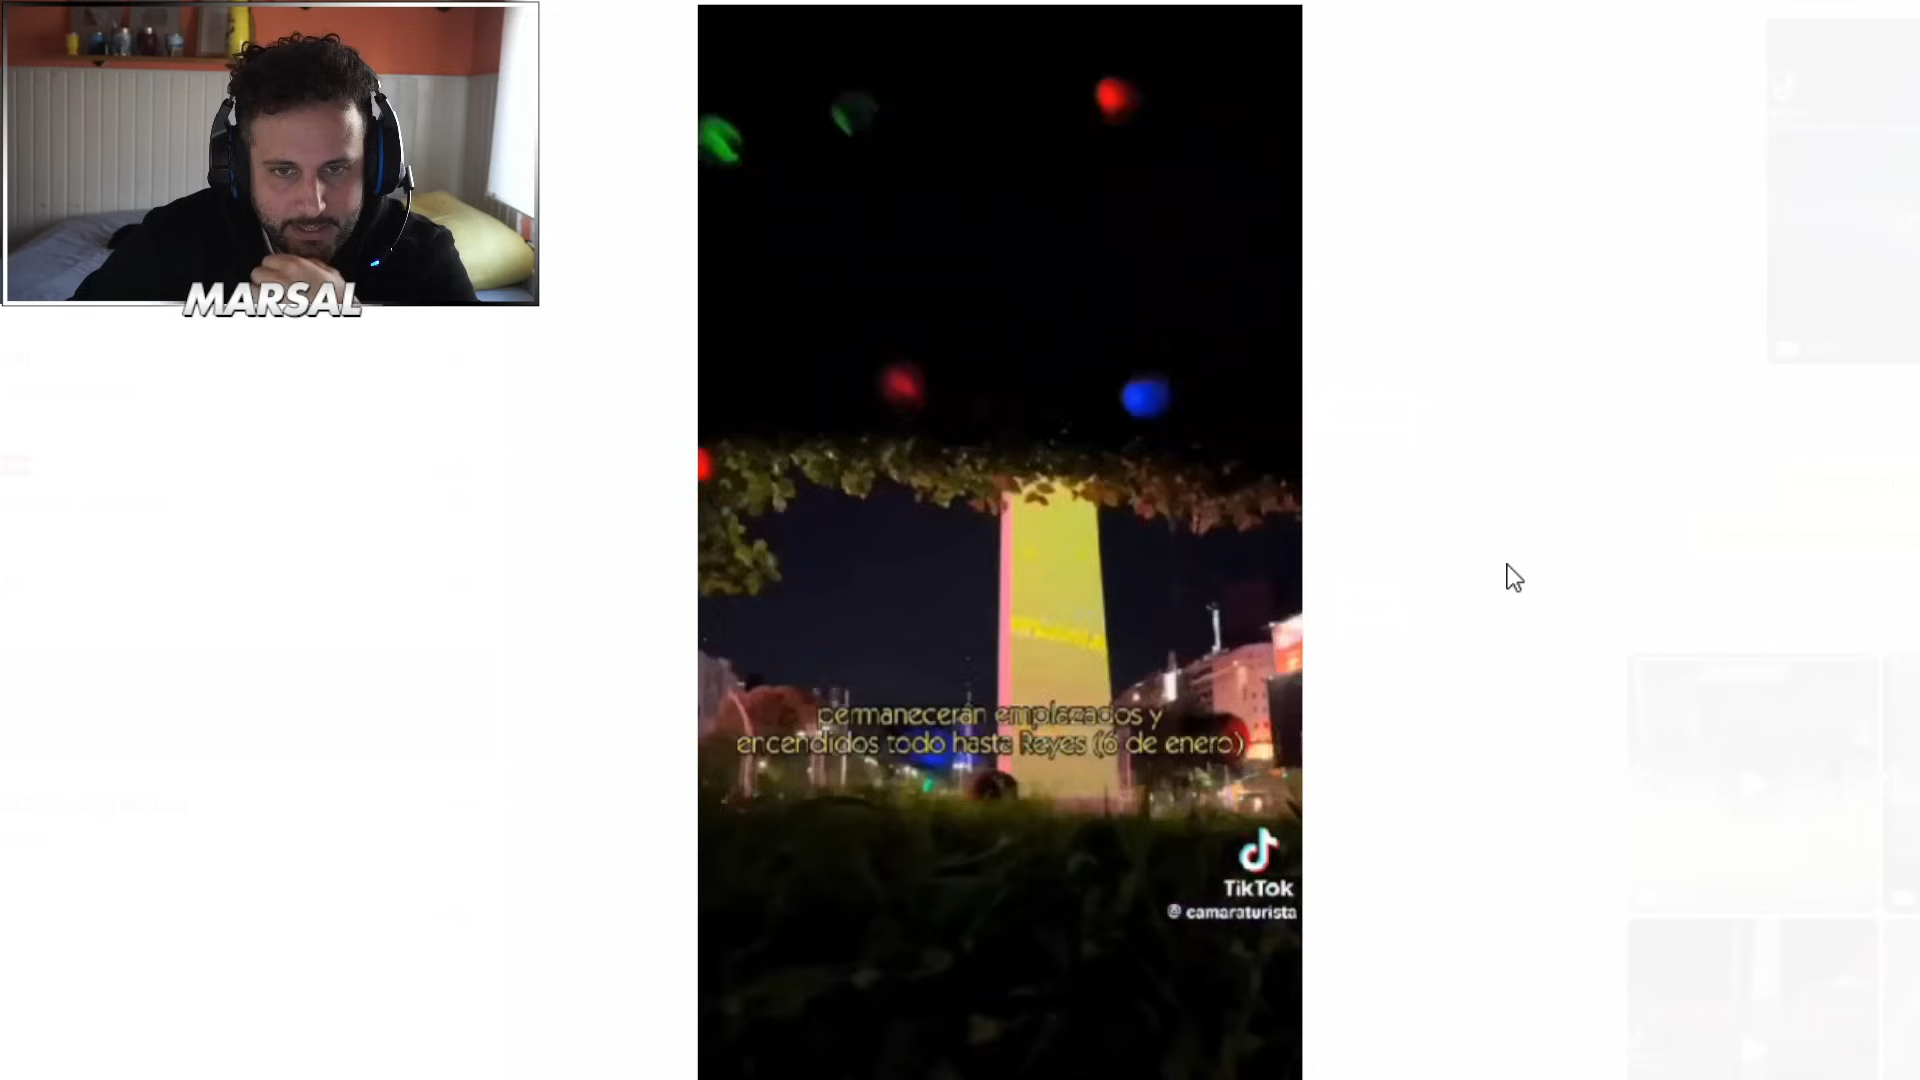 MARSAL
permanecerán emplazados y
encendidos todo hasta Reyes (6 de enero)
TikTok
@ camaraturista